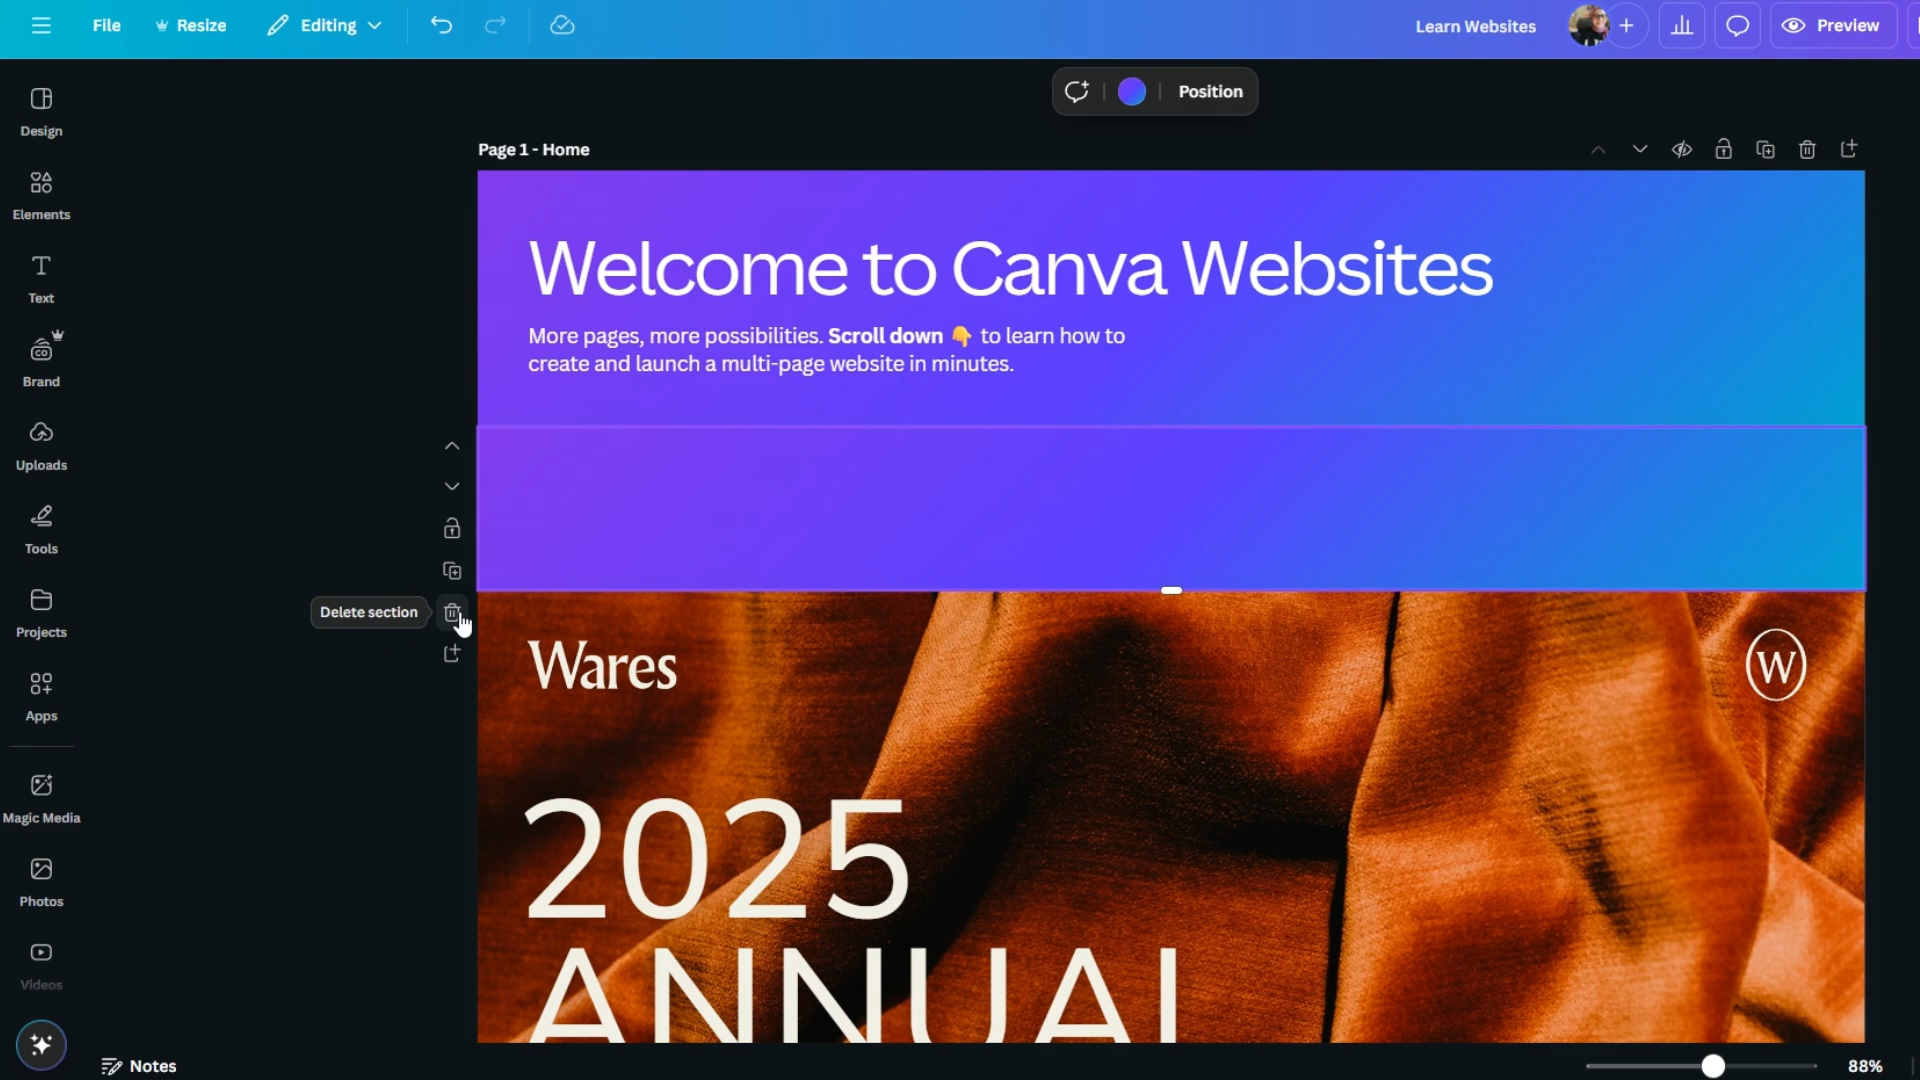 File
Resize
Editing
Learn Websites
Preview
Position
Design
Elements
Text
CO
Brand
Uploads
Tools
Projects
Apps
Magic Media
Photos
Videos
Page 1 - Home
Welcome to Canva Websites
More pages, more possibilities. Scroll down 👇 to learn how to
create and launch a multi-page website in minutes.
Delete section
Wares
W
2025
ANNUAL
Notes
88%